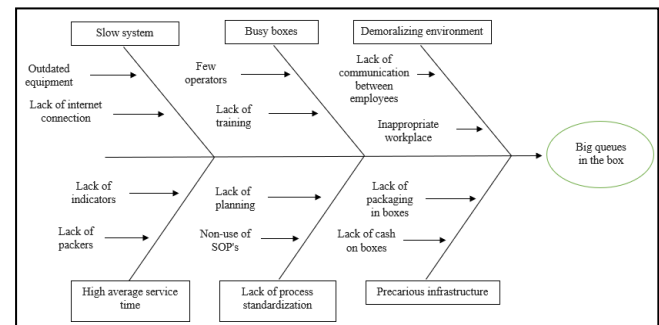 Slow system
Busy boxes
Demoralizing environment
Outdated
equipment
Lack of internet
connection
Few
operators
Lack of
training
Lack of
communication
between
employees
Inappropriate
workplace
Big queues
in the box
Lack of
indicators
Lack of
packers
Lack of
planning
Non-use of
SOP's
Lack of
packaging
in boxes
Lack of cash
on boxes
High average service
time
Lack of process
standardization
Precarious infrastructure